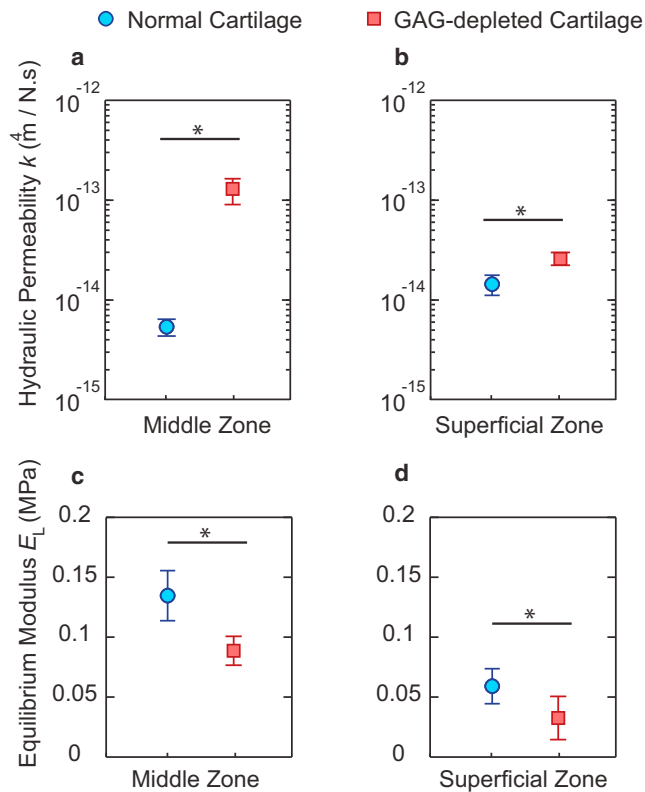 Normal Cartilage GAG-depleted Cartilage
a b
Hydraulic Permeability k (m⁴ / N.s)
10⁻¹² 10⁻¹²
* *
10⁻¹³ 10⁻¹³
10⁻¹⁴ 10⁻¹⁴
10⁻¹⁵ 10⁻¹⁵
Middle Zone Superficial Zone
c d
Equilibrium Modulus E_L (MPa)
0.2 0.2
* *
0.15 0.15
0.1 0.1
0.05 0.05
0 0
Middle Zone Superficial Zone